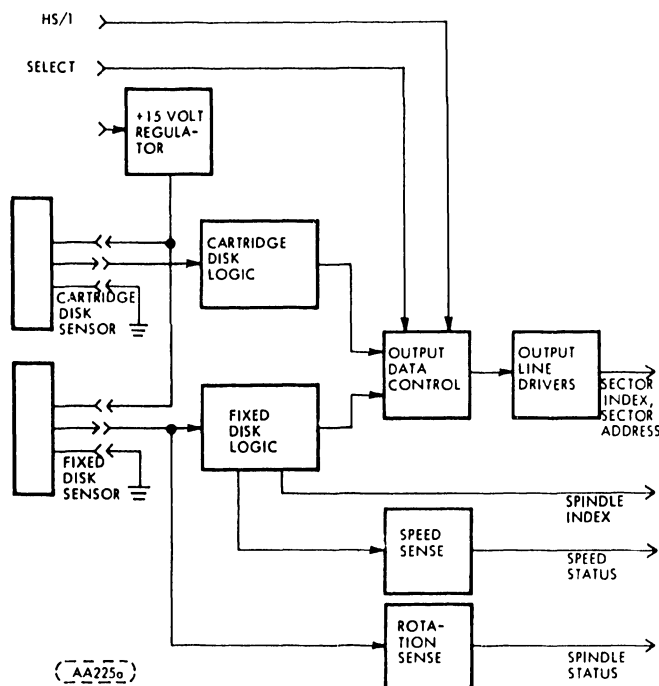 HS/1
SELECT
+15 VOLT
REGULA-
TOR
CARTRIDGE
DISK
LOGIC
CARTRIDGE
DISK
SENSOR
OUTPUT
DATA
CONTROL
OUTPUT
LINE
DRIVERS
SECTOR
INDEX,
SECTOR
ADDRESS
FIXED
DISK
LOGIC
FIXED
DISK
SENSOR
SPINDLE
INDEX
SPEED
SENSE
SPEED
STATUS
ROTA-
TION
SENSE
SPINDLE
STATUS
AA225a